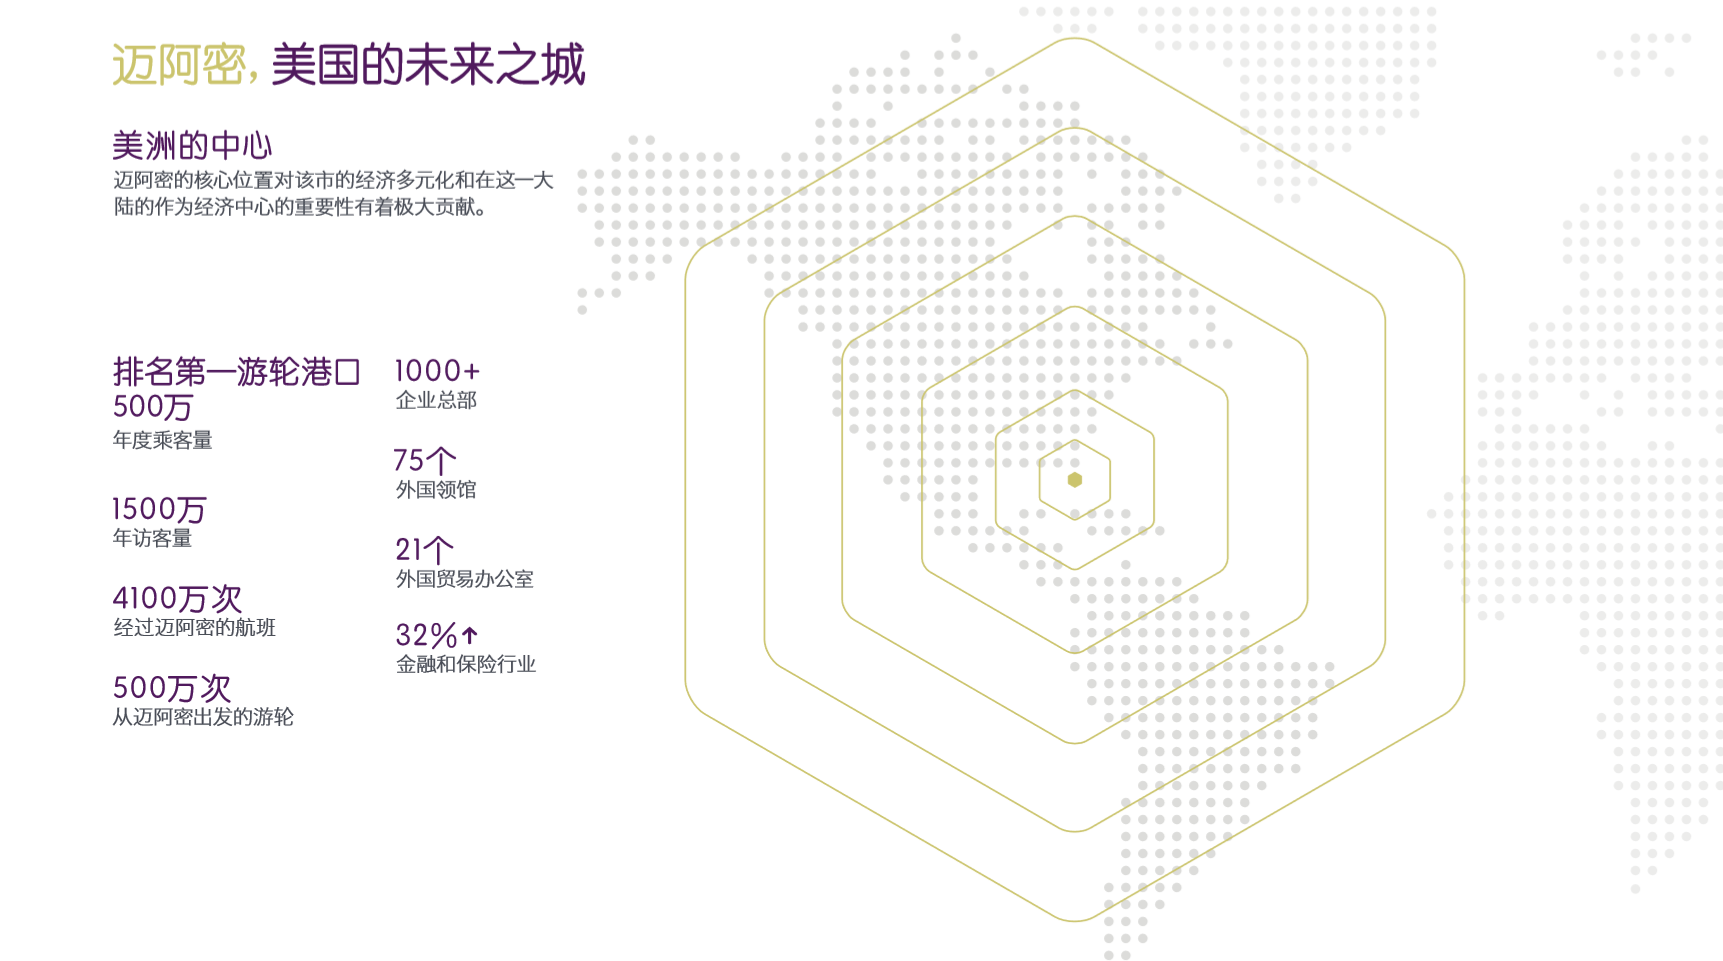 迈阿密, 美国的未来之城
美洲的中心
迈阿密的核心位置对该市的经济多元化和在这一大
陆的作为经济中心的重要性有着极大贡献。
排名第一游轮港口
500万
年度乘客量
1500万
年访客量
4100万次
经过迈阿密的航班
500万次
从迈阿密出发的游轮
1000+
企业总部
75个
外国领馆
21个
外国贸易办公室
32%↑
金融和保险行业